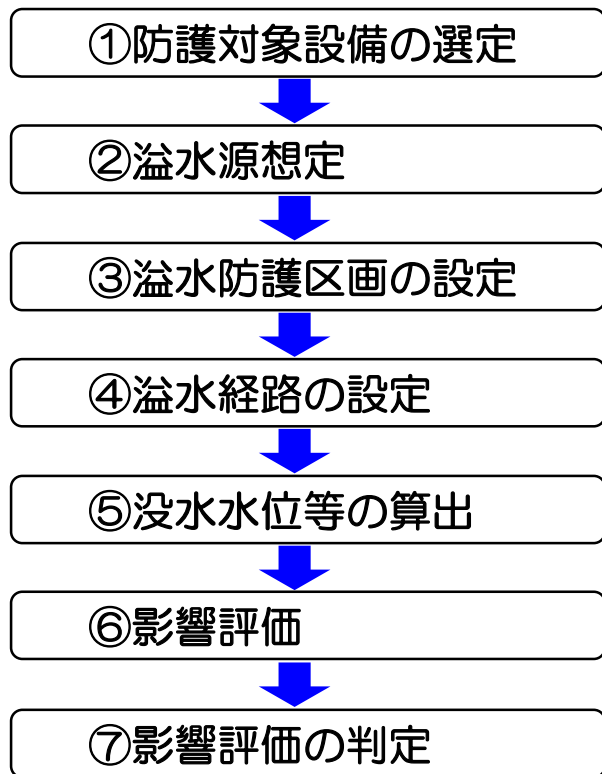 ①防護対象設備の選定
②溢水源想定
③溢水防護区画の設定
④溢水経路の設定
⑤没水水位等の算出
⑥影響評価
⑦影響評価の判定